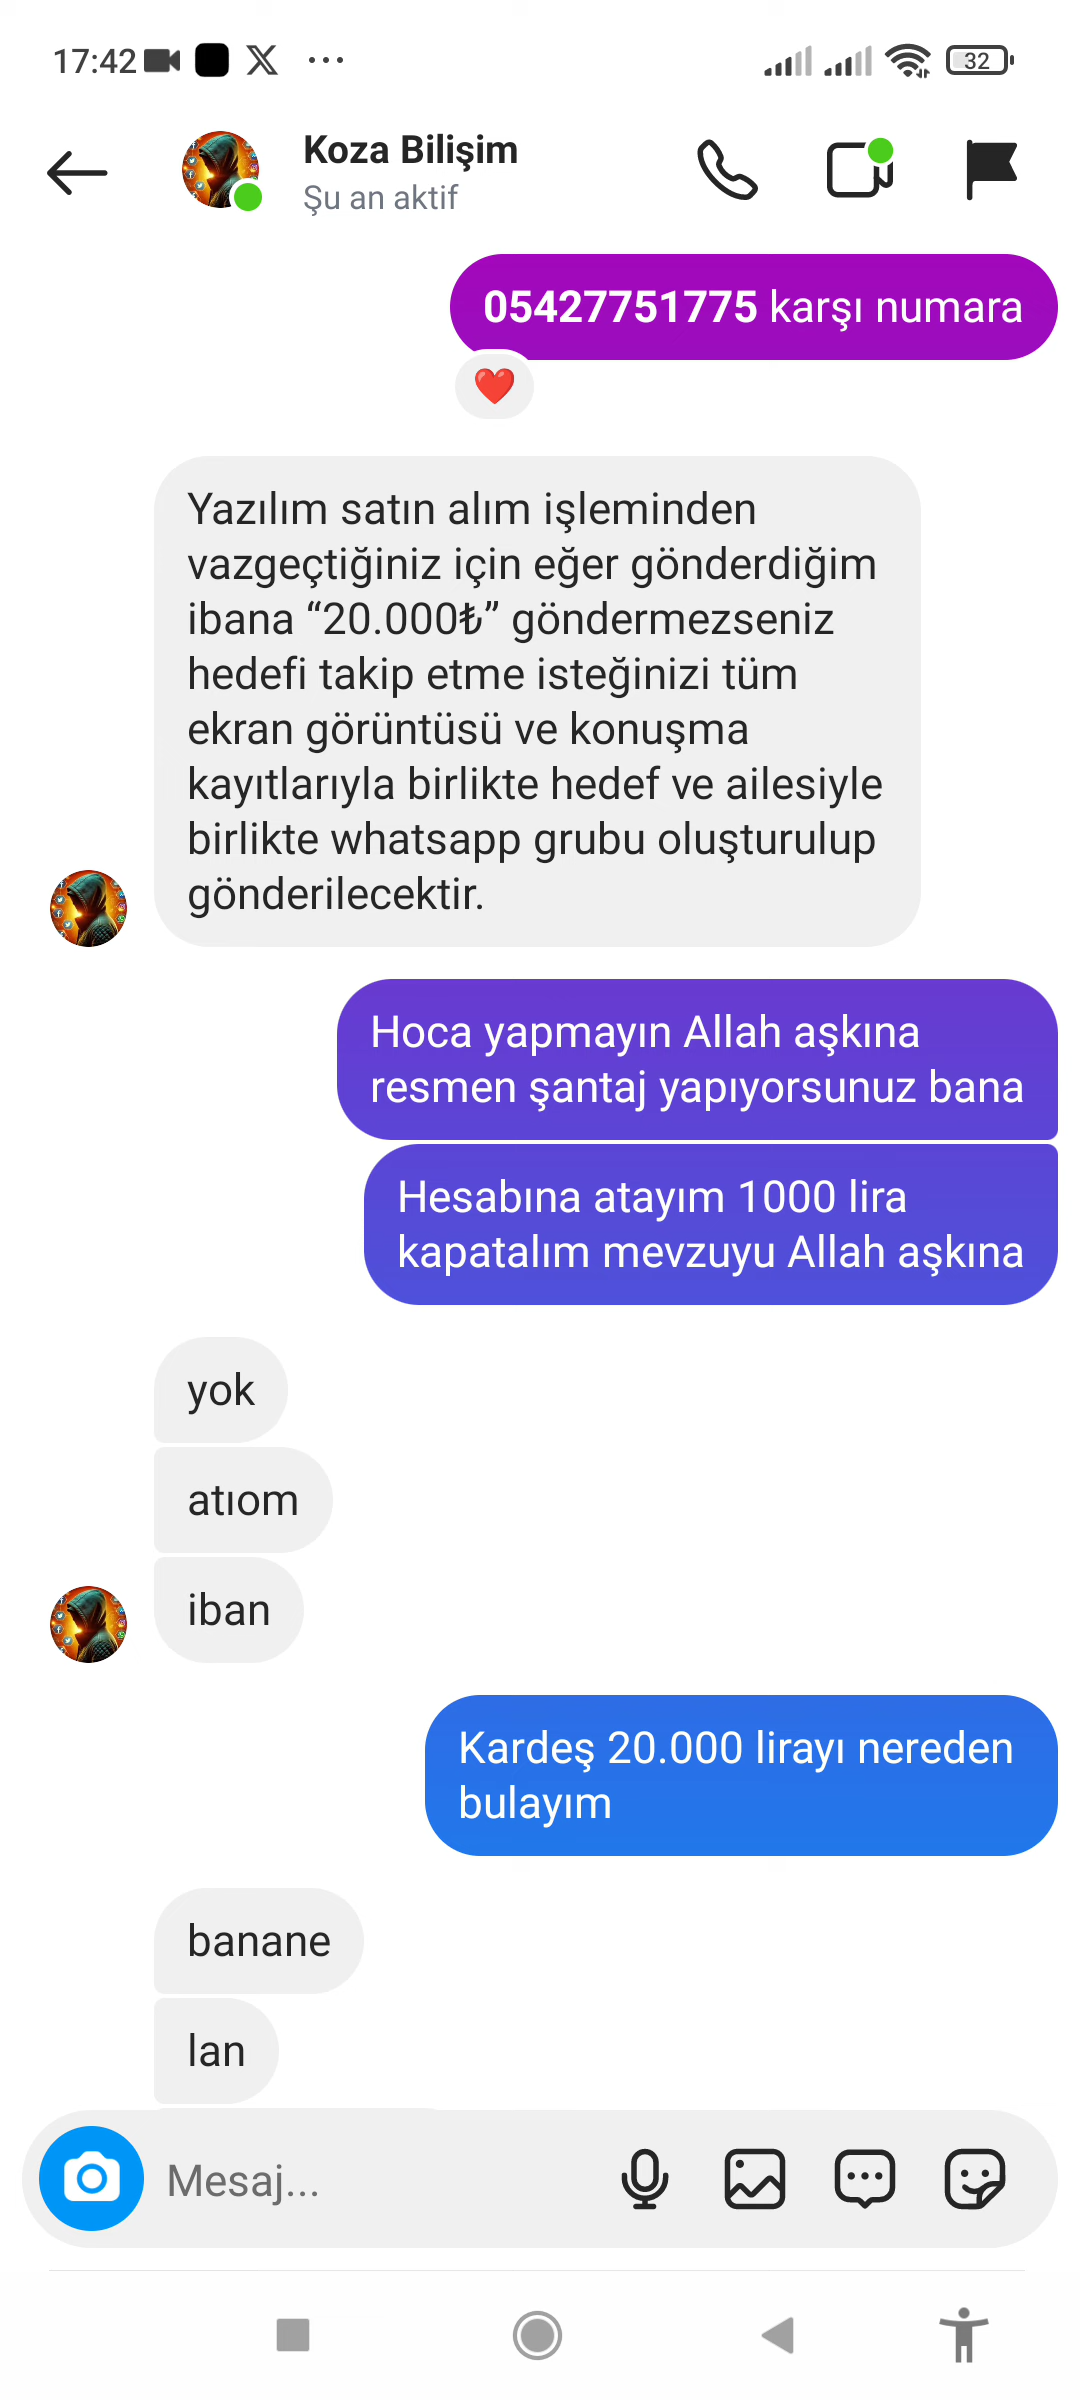 17:42
32
Koza Bilişim
Şu an aktif
05427751775 karşı numara
Yazılım satın alım işleminden
vazgeçtiğiniz için eğer gönderdiğim
ibana “20.000₺” göndermezseniz
hedefi takip etme isteğinizi tüm
ekran görüntüsü ve konuşma
kayıtlarıyla birlikte hedef ve ailesiyle
birlikte whatsapp grubu oluşturulup
gönderilecektir.
Hoca yapmayın Allah aşkına
resmen şantaj yapıyorsunuz bana
Hesabına atayım 1000 lira
kapatalım mevzuyu Allah aşkına
yok
atıom
iban
Kardeş 20.000 lirayı nereden
bulayım
banane
lan
Mesaj...